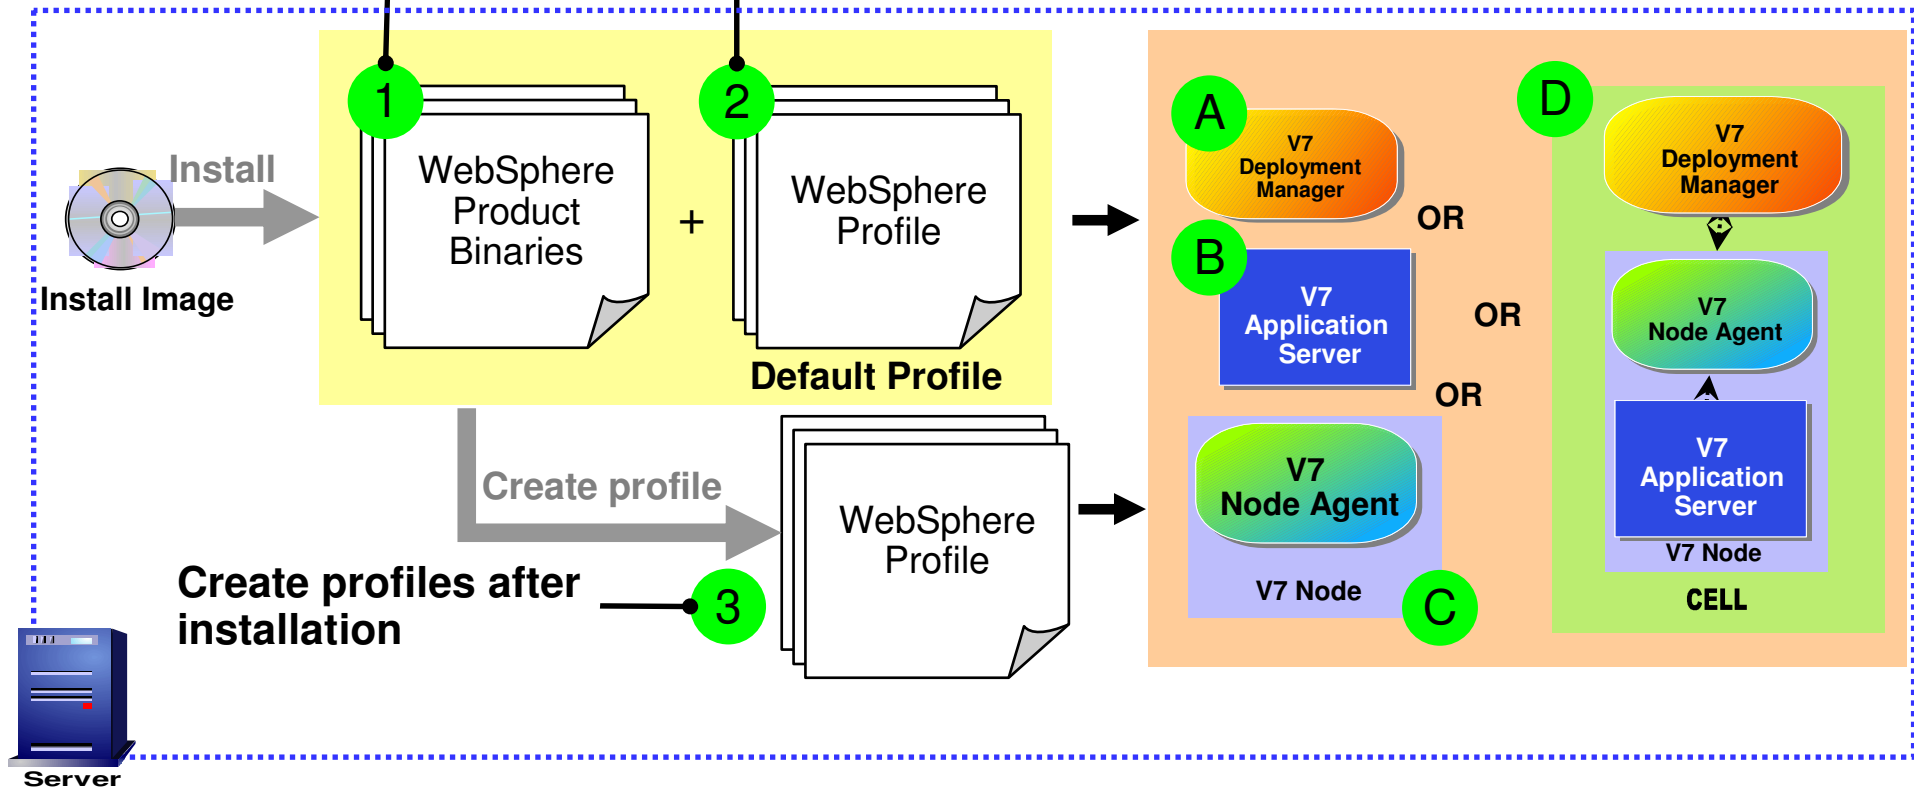 1
2
Install
Install Image
WebSphere
Product
Binaries
+
WebSphere
Profile
Default Profile
Create profile
WebSphere
Profile
Create profiles after
installation
3
Server
A
V7
Deployment
Manager
OR
B
V7
Application
Server
OR
OR
V7
Node Agent
V7 Node
C
D
V7
Deployment
Manager
V7
Node Agent
V7
Application
Server
V7 Node
CELL